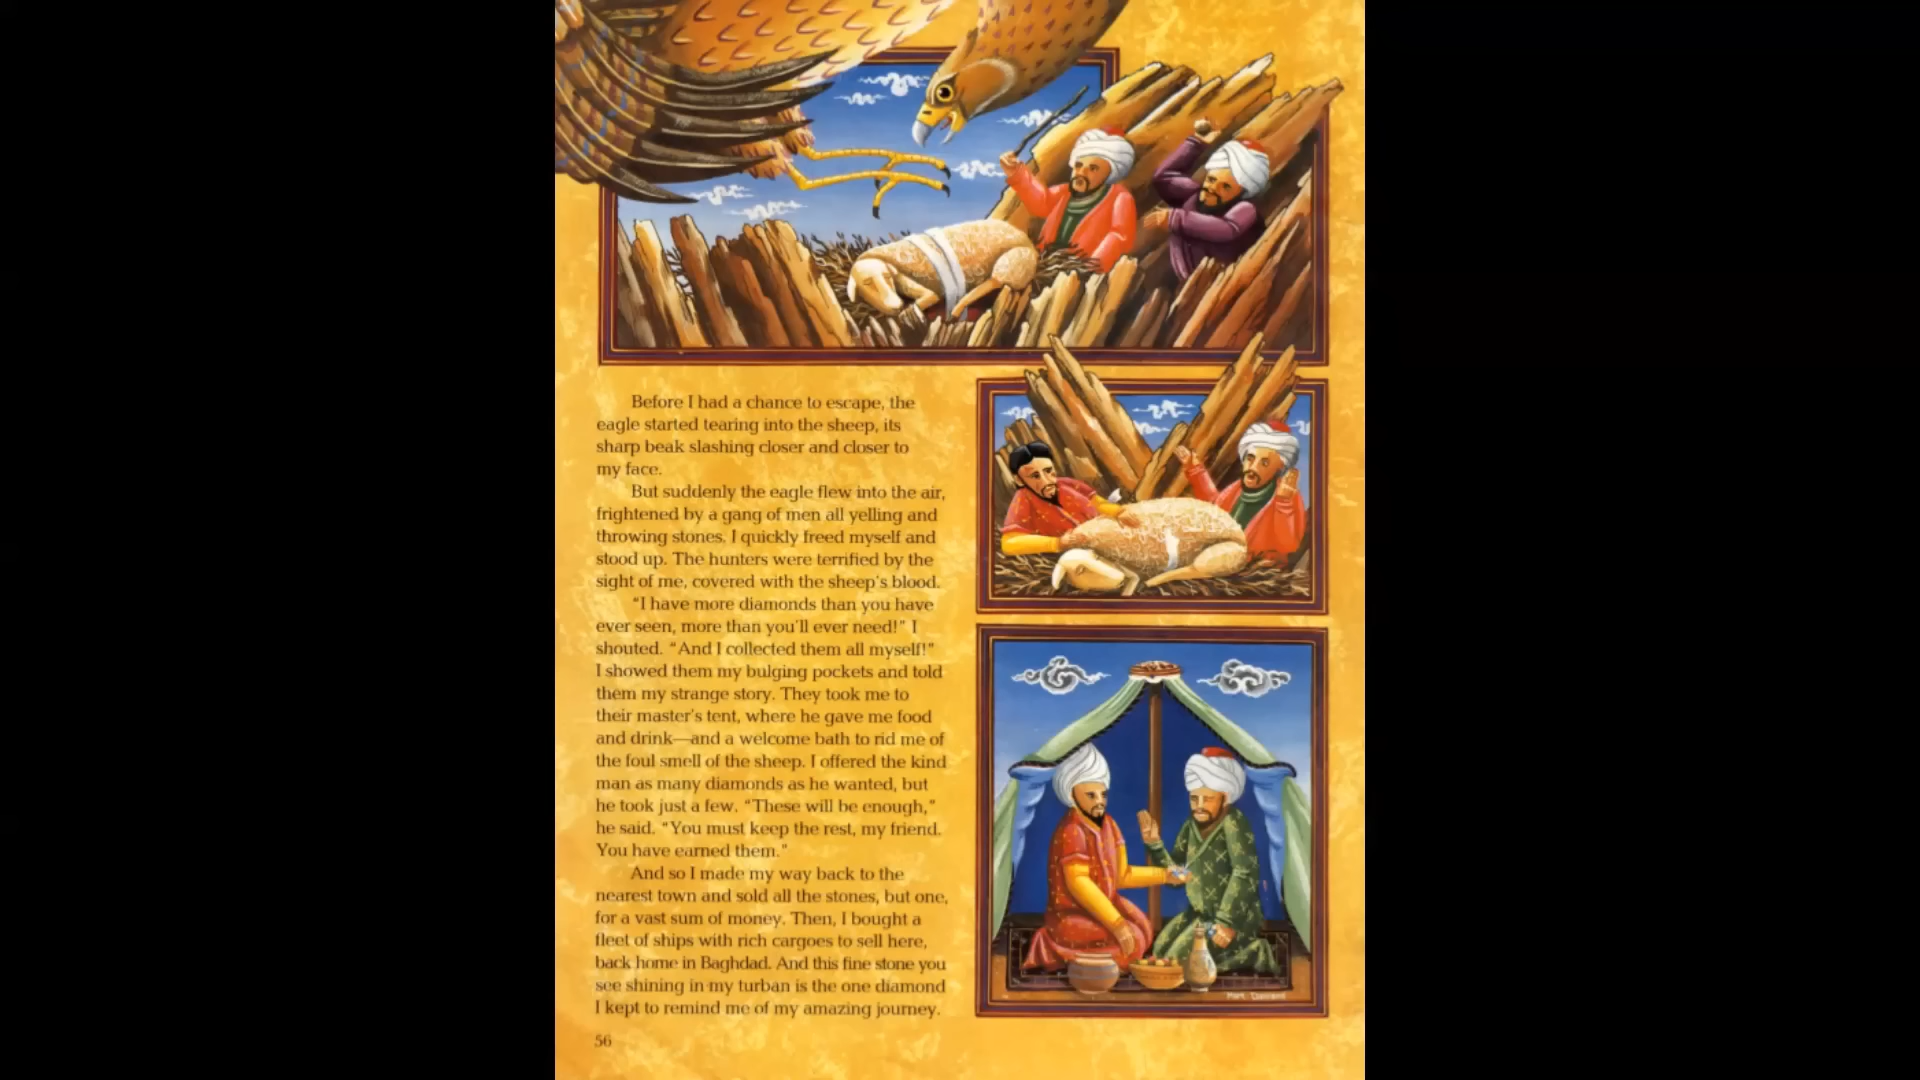 Before I had a chance to escape, the
eagle started tearing into the sheep, its
sharp beak slashing closer and closer to
my face.
But suddenly the eagle flew into the air,
frightened by a gang of men all yelling and
throwing stones. I quickly freed myself and
stood up. The hunters were terrified by the
sight of me, covered with the sheep's blood.
“I have more diamonds than you have
ever seen, more than you'll ever need!” I
shouted. “And I collected them all myself!”
I showed them my bulging pockets and told
them my strange story. They took me to
their master's tent, where he gave me food
and drink—and a welcome bath to rid me of
the foul smell of the sheep. I offered the kind
man as many diamonds as he wanted, but
he took just a few. “These will be enough,”
he said. “You must keep the rest, my friend.
You have earned them.”
And so I made my way back to the
nearest town and sold all the stones, but one,
for a vast sum of money. Then, I bought a
fleet of ships with rich cargoes to sell here,
back home in Baghdad. And this fine stone you
see shining in my turban is the one diamond
I kept to remind me of my amazing journey.
56